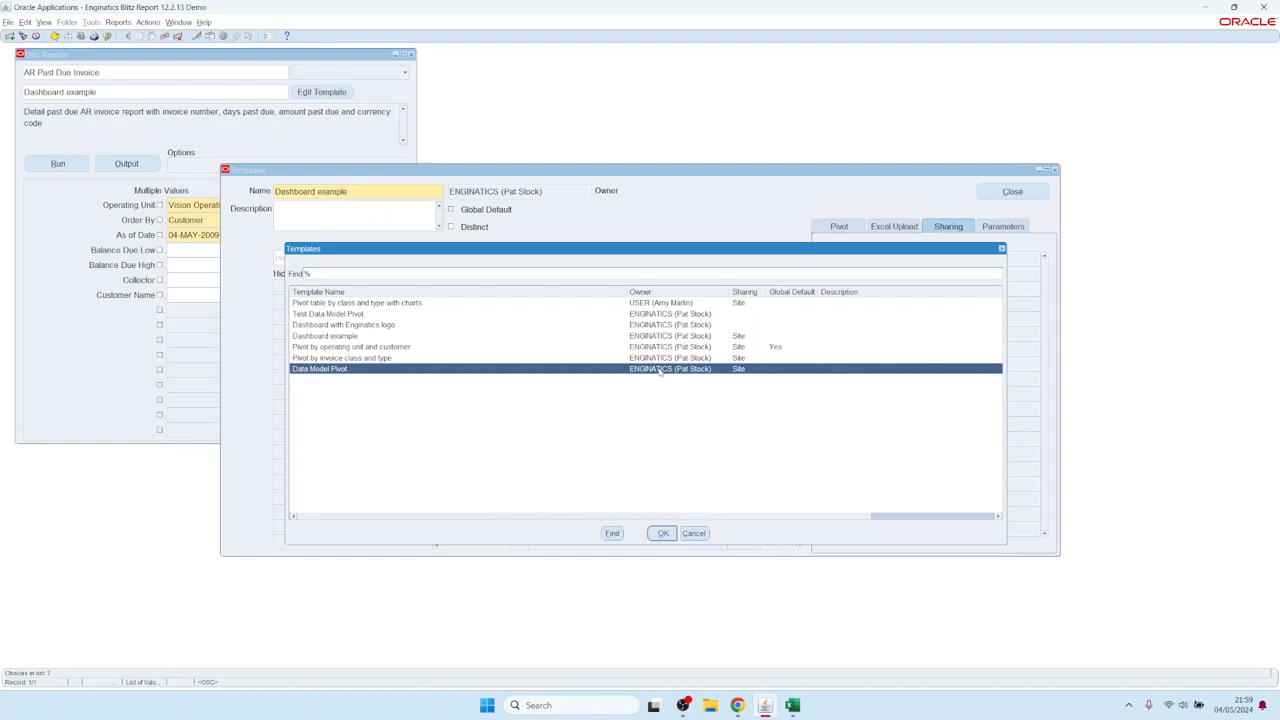 Oracle Applications - Enginatics Blitz Report 12.2.13 Demo
File Edit View Folder Tools Reports Actions Window Help
ORACLE
Blitz Reports
AR Past Due Invoice
Dashboard example
Edit Template
Detail past due AR invoice report with invoice number, days past due, amount past due and currency
code
Options
Run
Output
Multiple Values
Operating Unit
Vision Operati
Order By
Customer
As of Date
04-MAY-2009
Balance Due Low
Balance Due High
Collector
Customer Name
Templates
Name
Dashboard example
ENGINATICS (Pat Stock)
Owner
Close
Description
Global Default
Distinct
Pivot
Excel Upload
Sharing
Parameters
Templates
Find %
Template Name Owner Sharing Global Default Description
Pivot table by class and type with charts USER (Amy Marlin) Site
Test Data Model Pivot ENGINATICS (Pat Stock)
Dashboard with Enginatics logo ENGINATICS (Pat Stock)
Dashboard example ENGINATICS (Pat Stock) Site
Pivot by operating unit and customer ENGINATICS (Pat Stock) Site Yes
Pivot by invoice class and type ENGINATICS (Pat Stock) Site
Data Model Pivot ENGINATICS (Pat Stock) Site
Find
OK
Cancel
Choices in list: 7
Record: 1/1 ... List of Valu... <OSC>
Search
21:59
04/05/2024